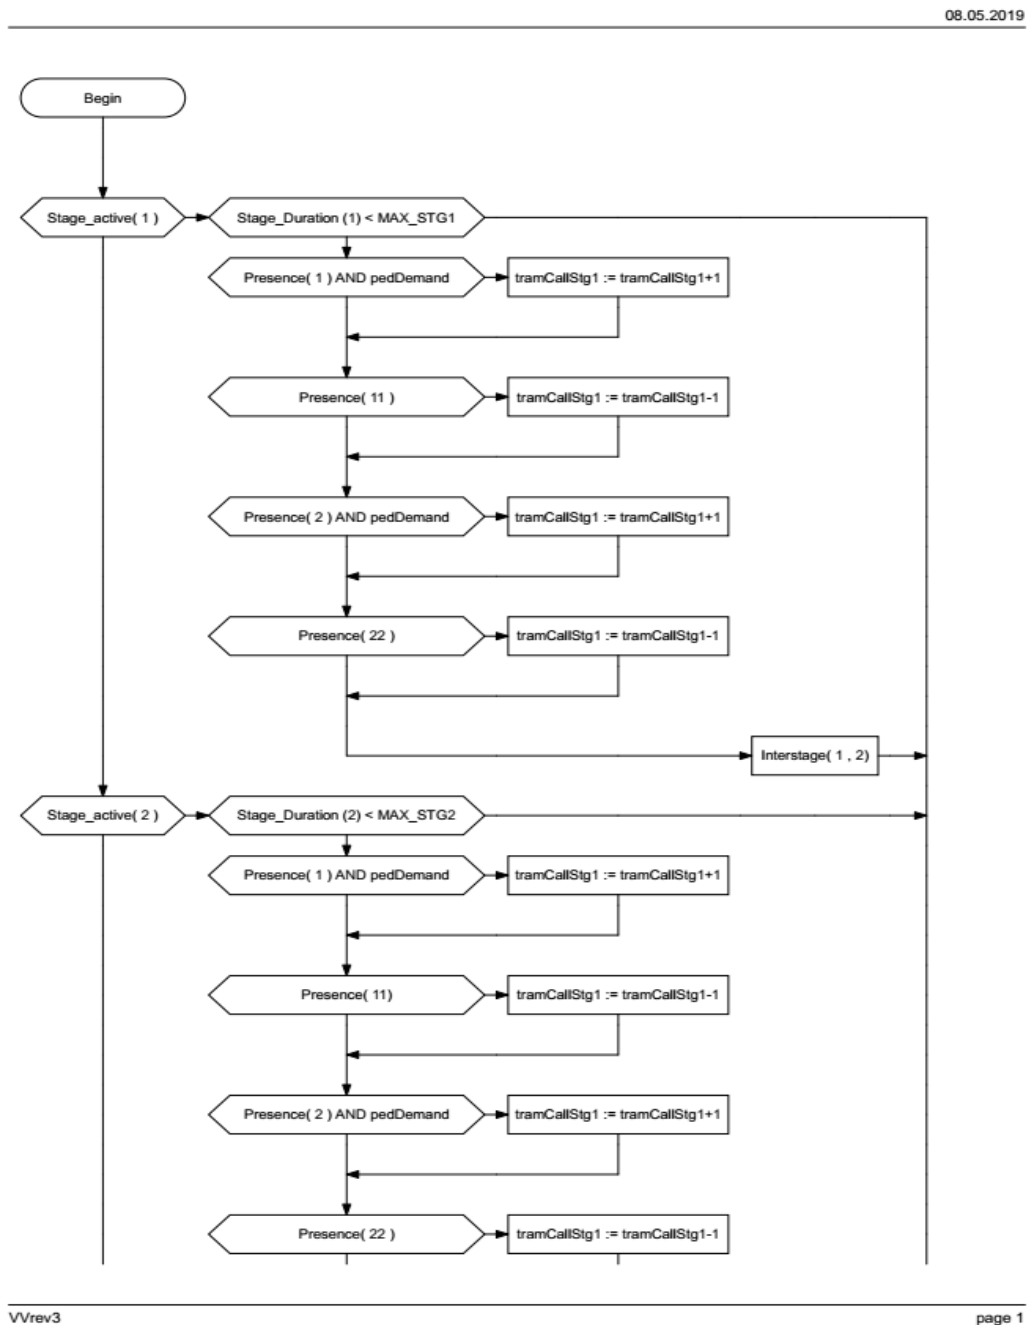 08.05.2019
Begin
Stage_active( 1 )
Stage_Duration (1) < MAX_STG1
Presence( 1 ) AND pedDemand
tramCallStg1 := tramCallStg1+1
Presence( 11 )
tramCallStg1 := tramCallStg1-1
Presence( 2 ) AND pedDemand
tramCallStg1 := tramCallStg1+1
Presence( 22 )
tramCallStg1 := tramCallStg1-1
Interstage( 1 , 2)
Stage_active( 2 )
Stage_Duration (2) < MAX_STG2
Presence( 1 ) AND pedDemand
tramCallStg1 := tramCallStg1+1
Presence( 11)
tramCallStg1 := tramCallStg1-1
Presence( 2 ) AND pedDemand
tramCallStg1 := tramCallStg1+1
Presence( 22 )
tramCallStg1 := tramCallStg1-1
VVrev3
page 1